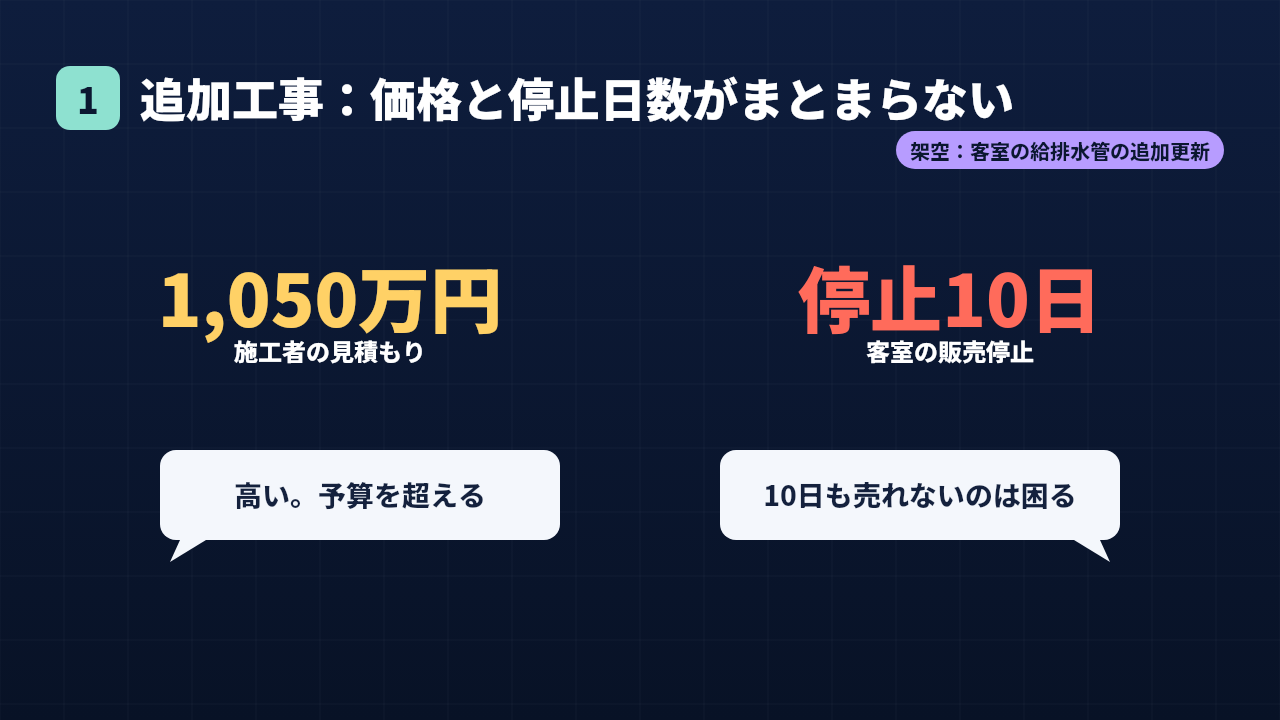 1
追加工事：価格と停止日数がまとまらない
架空：客室の給排水管の追加更新
1,050万円
施工者の見積もり
停止10日
客室の販売停止
高い。予算を超える
10日も売れないのは困る